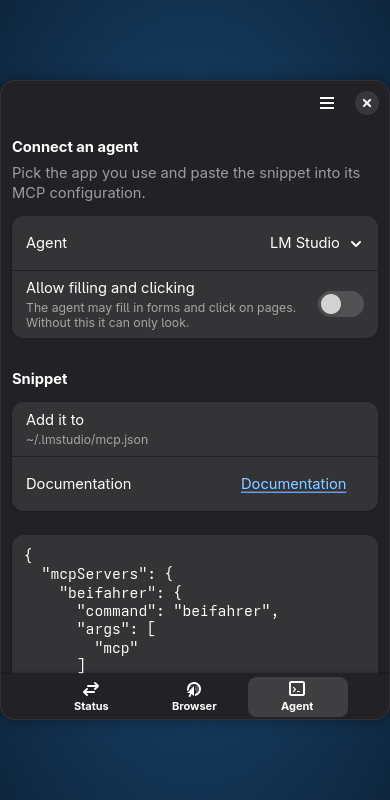 Connect an agent
Pick the app you use and paste the snippet into its
MCP configuration.
Agent
LM Studio
Allow filling and clicking
The agent may fill in forms and click on pages.
Without this it can only look.
Snippet
Add it to
~/.lmstudio/mcp.json
Documentation
Documentation
{
  "mcpServers": {
    "beifahrer": {
      "command": "beifahrer",
      "args": [
        "mcp"
      ]
Status
Browser
Agent